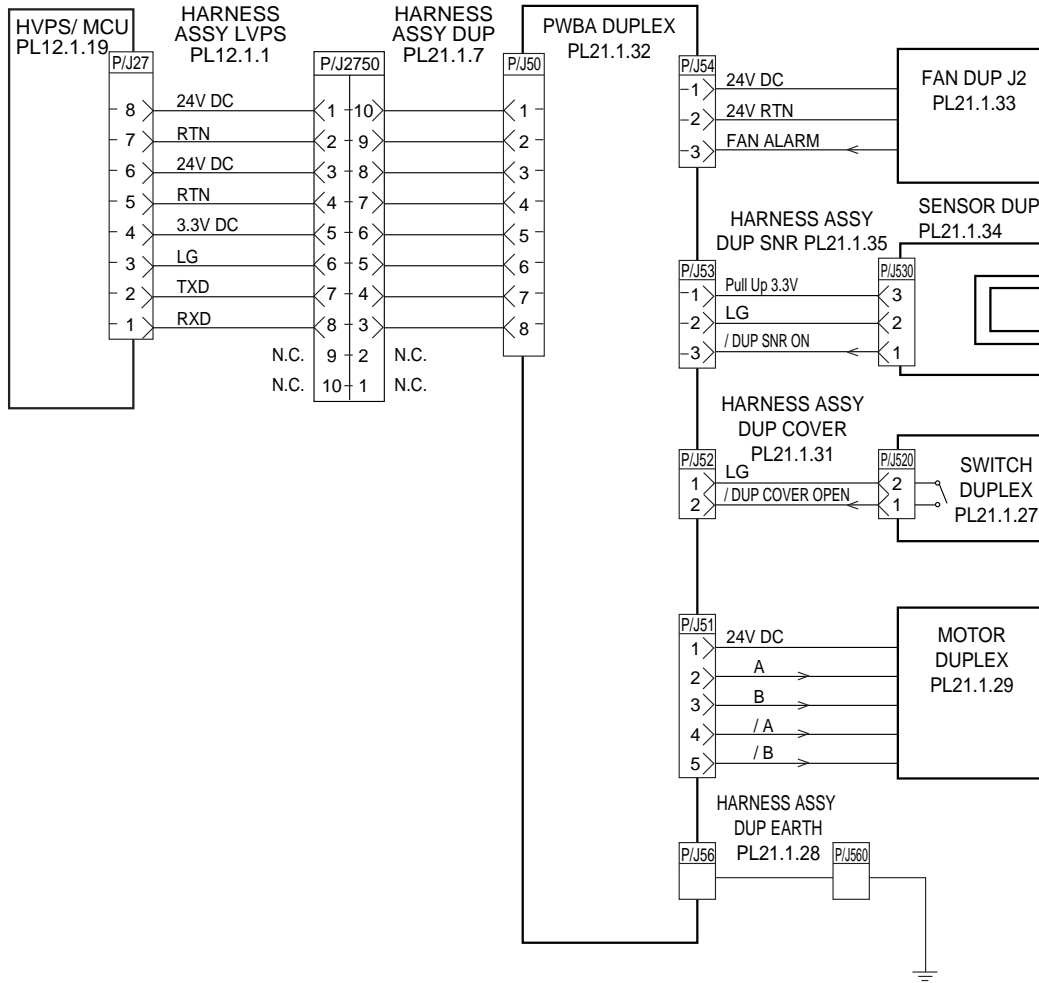 HVPS/ MCU
PL12.1.19
HARNESS
ASSY LVPS
PL12.1.1
HARNESS
ASSY DUP
PL21.1.7
PWBA DUPLEX
PL21.1.32
P/J27
P/J2750
P/J50
8 24V DC 1 10 1
7 RTN 2 9 2
6 24V DC 3 8 3
5 RTN 4 7 4
4 3.3V DC 5 6 5
3 LG 6 5 6
2 TXD 7 4 7
1 RXD 8 3 8
N.C. 9 2 N.C.
N.C. 10 1 N.C.
P/J54
1 24V DC
2 24V RTN
3 FAN ALARM
FAN DUP J2
PL21.1.33
HARNESS ASSY
DUP SNR PL21.1.35
SENSOR DUP
PL21.1.34
P/J53 P/J530
1 Pull Up 3.3V 3
2 LG 2
3 / DUP SNR ON 1
HARNESS ASSY
DUP COVER
PL21.1.31
P/J52 P/J520
1 LG 2
2 / DUP COVER OPEN 1
SWITCH
DUPLEX
PL21.1.27
P/J51
1 24V DC
2 A
3 B
4 / A
5 / B
MOTOR
DUPLEX
PL21.1.29
HARNESS ASSY
DUP EARTH
PL21.1.28
P/J56 P/J560